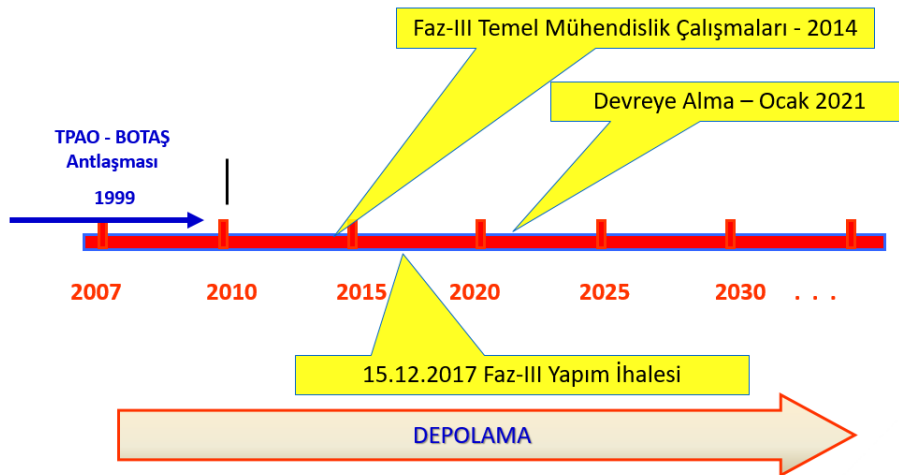 Faz-III Temel Mühendislik Çalışmaları - 2014
Devreye Alma – Ocak 2021
TPAO - BOTAŞ
Antlaşması
1999
2007 2010 2015 2020 2025 2030 . . .
15.12.2017 Faz-III Yapım İhalesi
DEPOLAMA